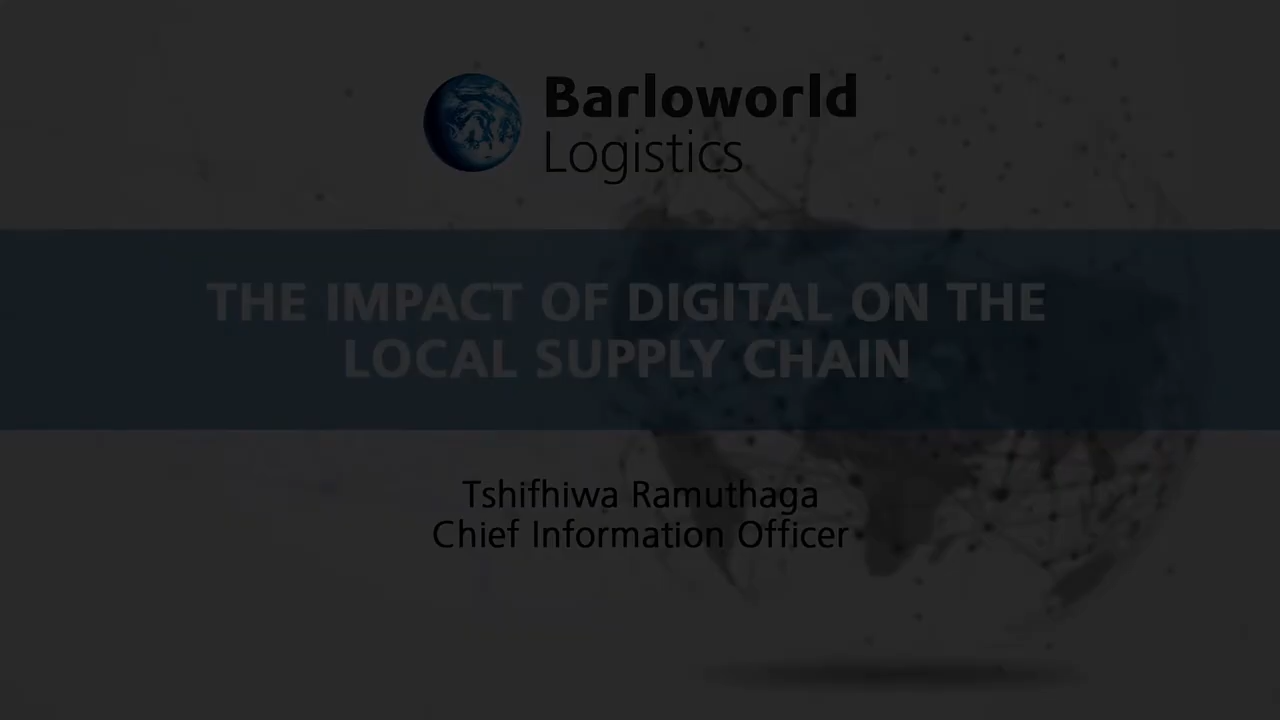 Barloworld
Logistics
THE IMPACT OF DIGITAL ON THE
LOCAL SUPPLY CHAIN
Tshifhiwa Ramuthaga
Chief Information Officer